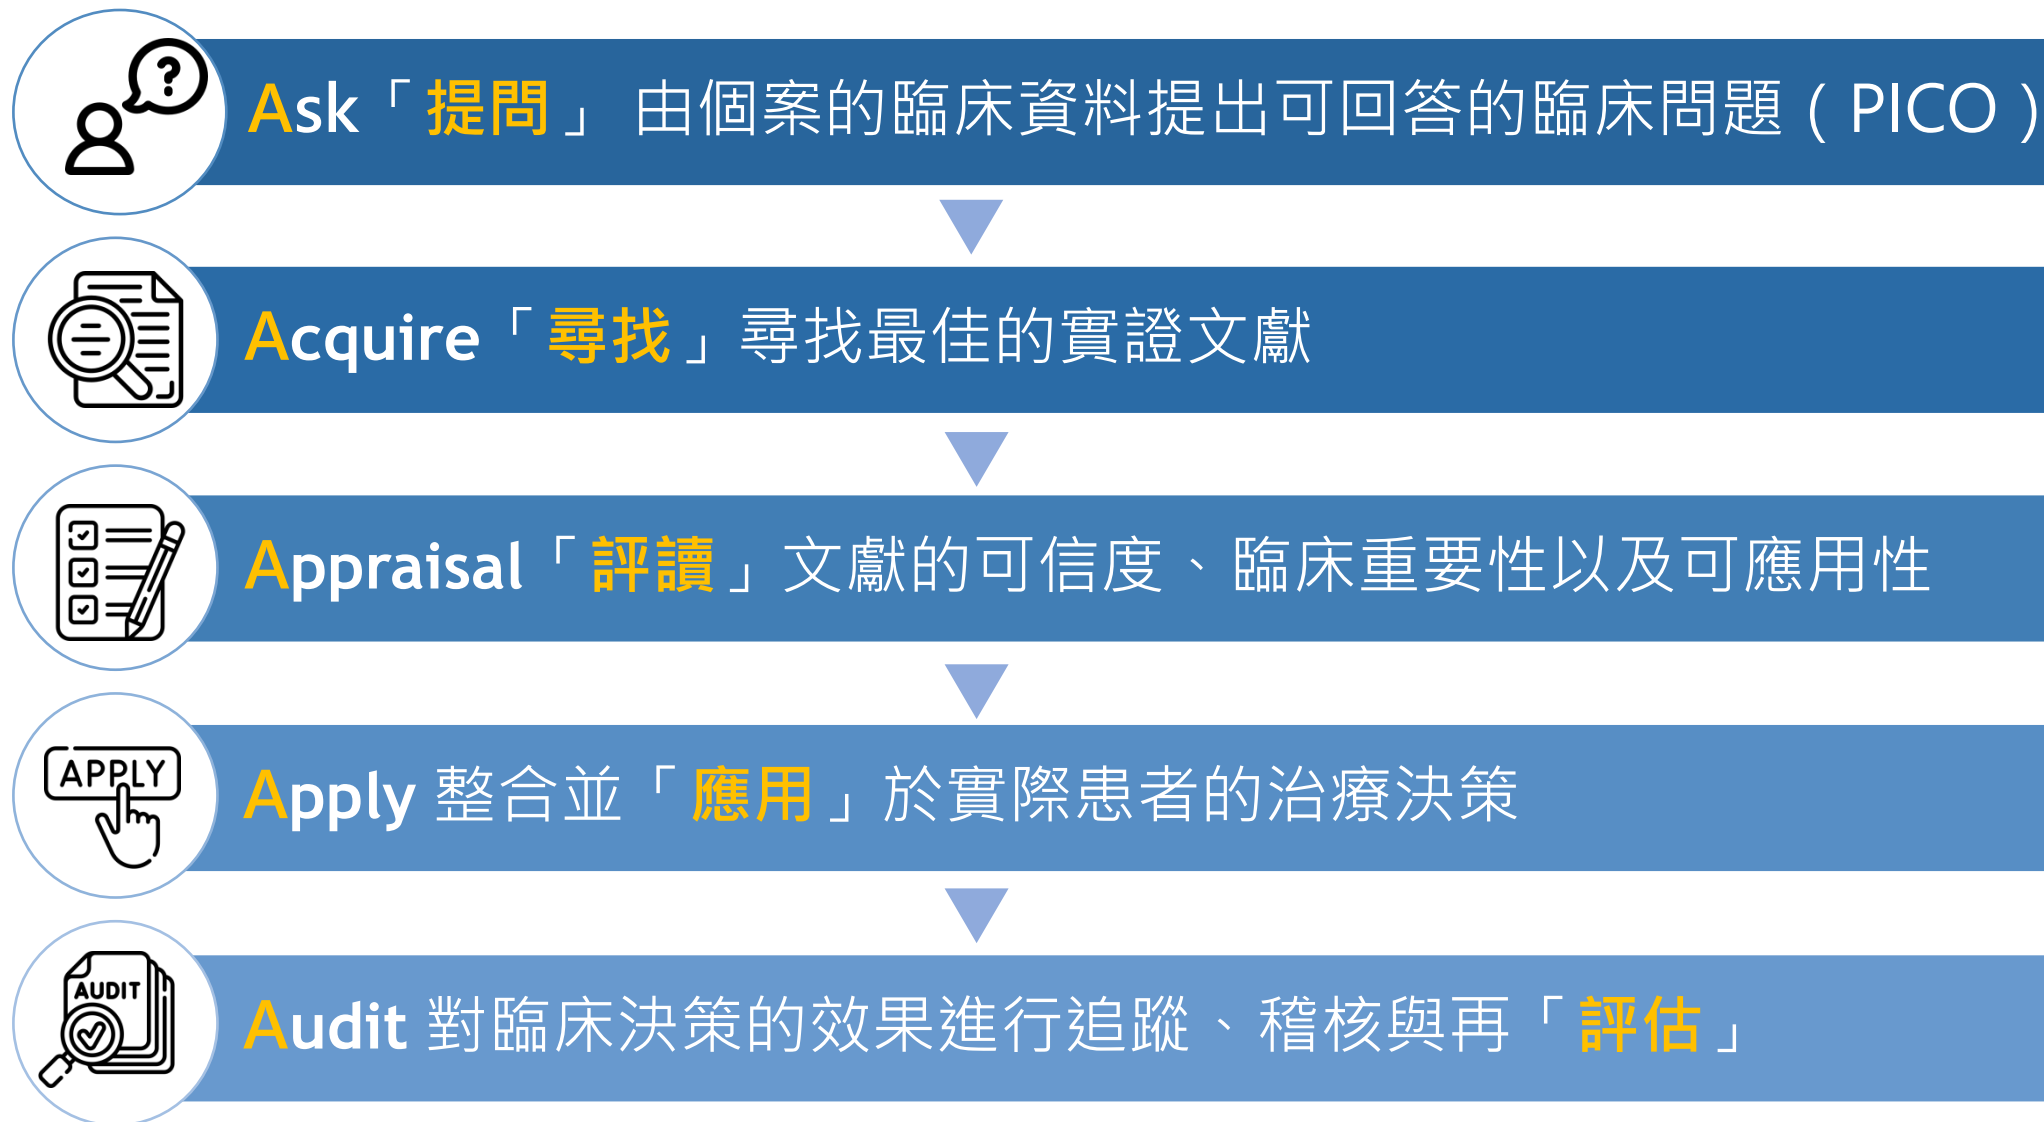 Ask「提問」 由個案的臨床資料提出可回答的臨床問題（PICO）
Acquire「尋找」尋找最佳的實證文獻
Appraisal「評讀」文獻的可信度、臨床重要性以及可應用性
APPLY
Apply 整合並「應用」於實際患者的治療決策
AUDIT
Audit 對臨床決策的效果進行追蹤、稽核與再「評估」